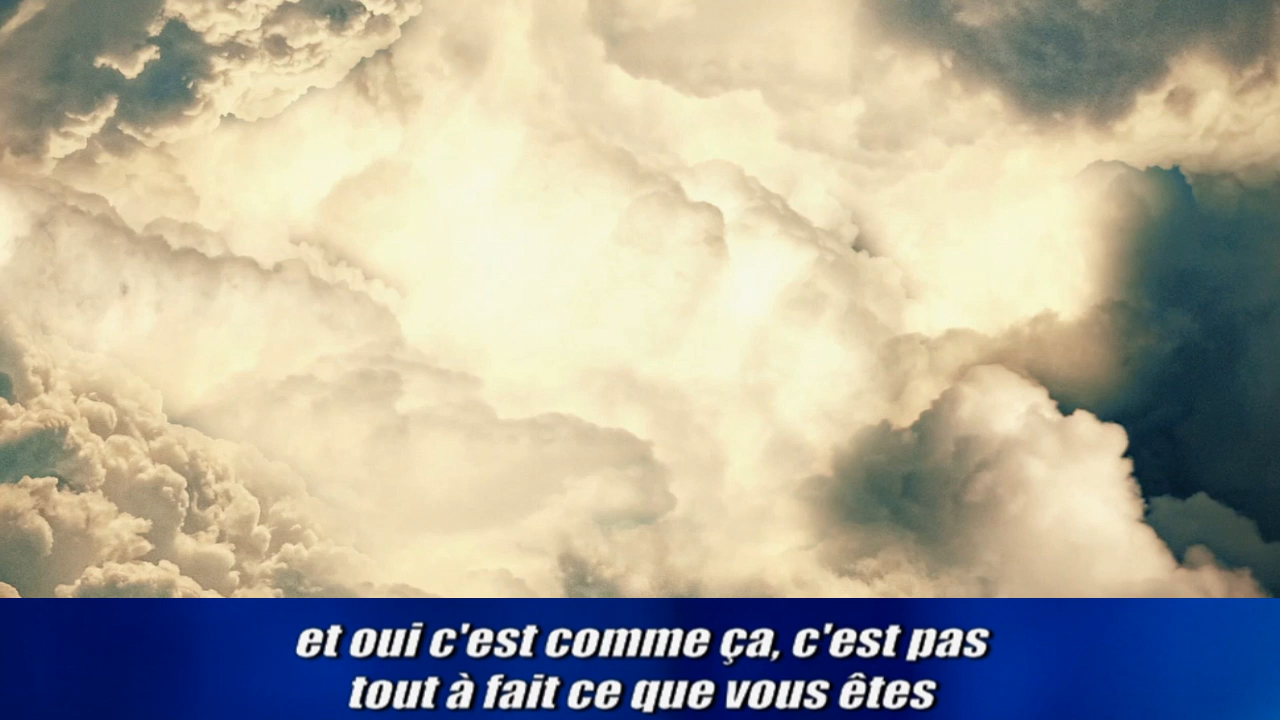 et oui c'est comme ça, c'est pas
tout à fait ce que vous êtes